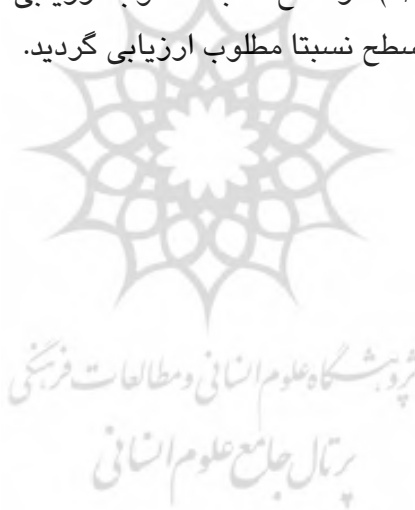 سطح نسبتا مطلوب ارزیابی گردید.
پژوهشگاه علوم انسانی و مطالعات فرهنگی
پرتال جامع علوم انسانی